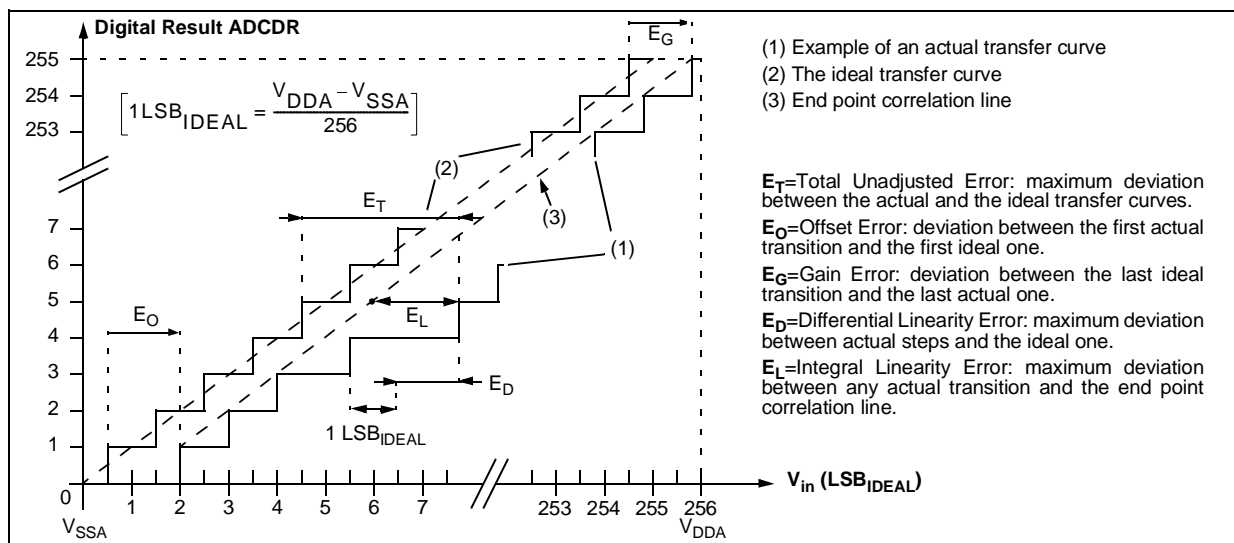 Digital Result ADCDR
E_G
255
254
253
[1LSB_IDEAL = (V_DDA – V_SSA) / 256]
(2)
(3)
(1)
E_T
7
6
5
4
3
2
1
0
E_O
E_L
E_D
1 LSB_IDEAL
1 2 3 4 5 6 7 253 254 255 256
V_in (LSB_IDEAL)
V_SSA
V_DDA
(1) Example of an actual transfer curve
(2) The ideal transfer curve
(3) End point correlation line
E_T=Total Unadjusted Error: maximum deviation
between the actual and the ideal transfer curves.
E_O=Offset Error: deviation between the first actual
transition and the first ideal one.
E_G=Gain Error: deviation between the last ideal
transition and the last actual one.
E_D=Differential Linearity Error: maximum deviation
between actual steps and the ideal one.
E_L=Integral Linearity Error: maximum deviation
between any actual transition and the end point
correlation line.